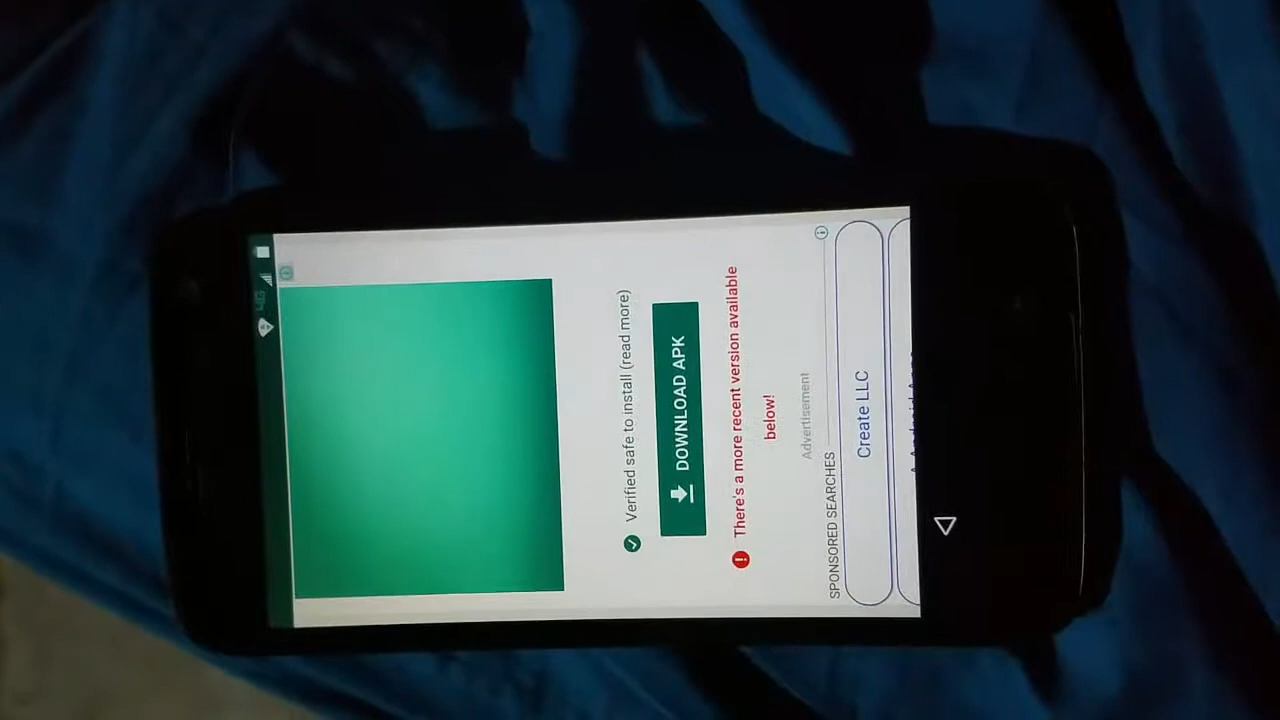 4G
Verified safe to install (read more)
DOWNLOAD APK
There's a more recent version available
below!
Advertisement
SPONSORED SEARCHES
Create LLC